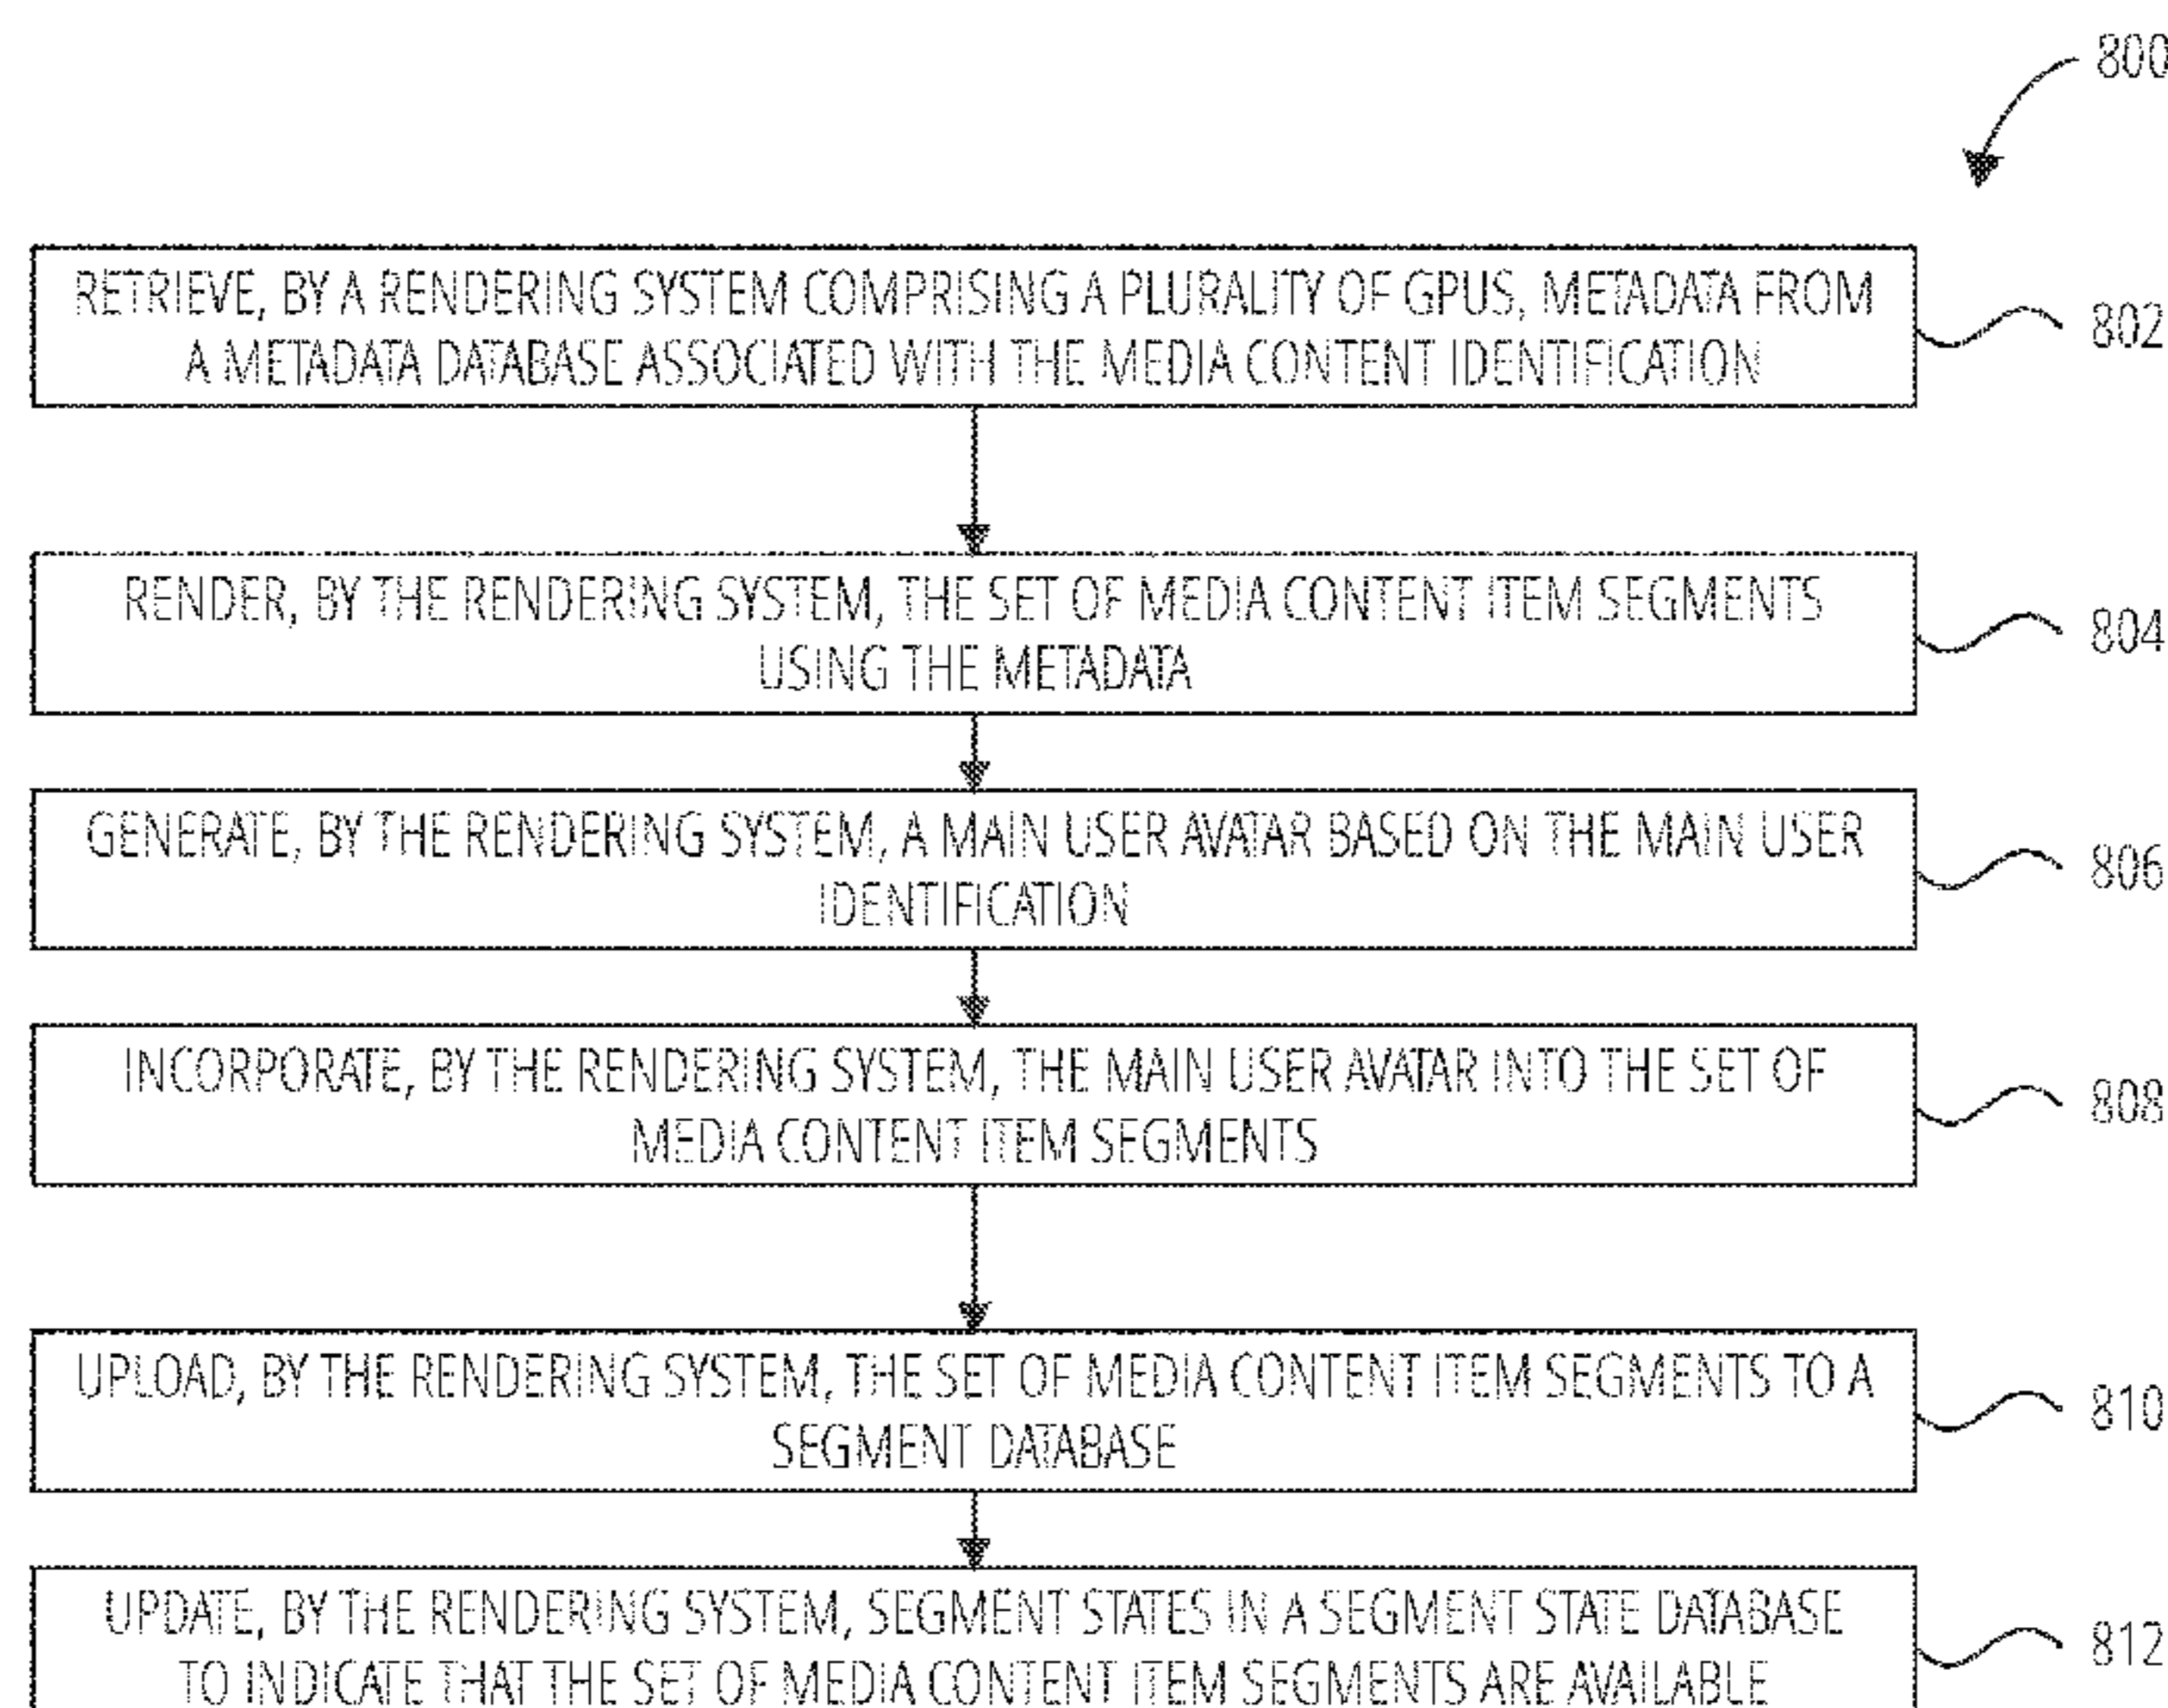 800
RETRIEVE, BY A RENDERING SYSTEM COMPRISING A PLURALITY OF GPUS, METADATA FROM
A METADATA DATABASE ASSOCIATED WITH THE MEDIA CONTENT IDENTIFICATION
802
RENDER, BY THE RENDERING SYSTEM, THE SET OF MEDIA CONTENT ITEM SEGMENTS
USING THE METADATA
804
GENERATE, BY THE RENDERING SYSTEM, A MAIN USER AVATAR BASED ON THE MAIN USER
IDENTIFICATION
806
INCORPORATE, BY THE RENDERING SYSTEM, THE MAIN USER AVATAR INTO THE SET OF
MEDIA CONTENT ITEM SEGMENTS
808
UPLOAD, BY THE RENDERING SYSTEM, THE SET OF MEDIA CONTENT ITEM SEGMENTS TO A
SEGMENT DATABASE
810
UPDATE, BY THE RENDERING SYSTEM, SEGMENT STATES IN A SEGMENT STATE DATABASE
TO INDICATE THAT THE SET OF MEDIA CONTENT ITEM SEGMENTS ARE AVAILABLE
812